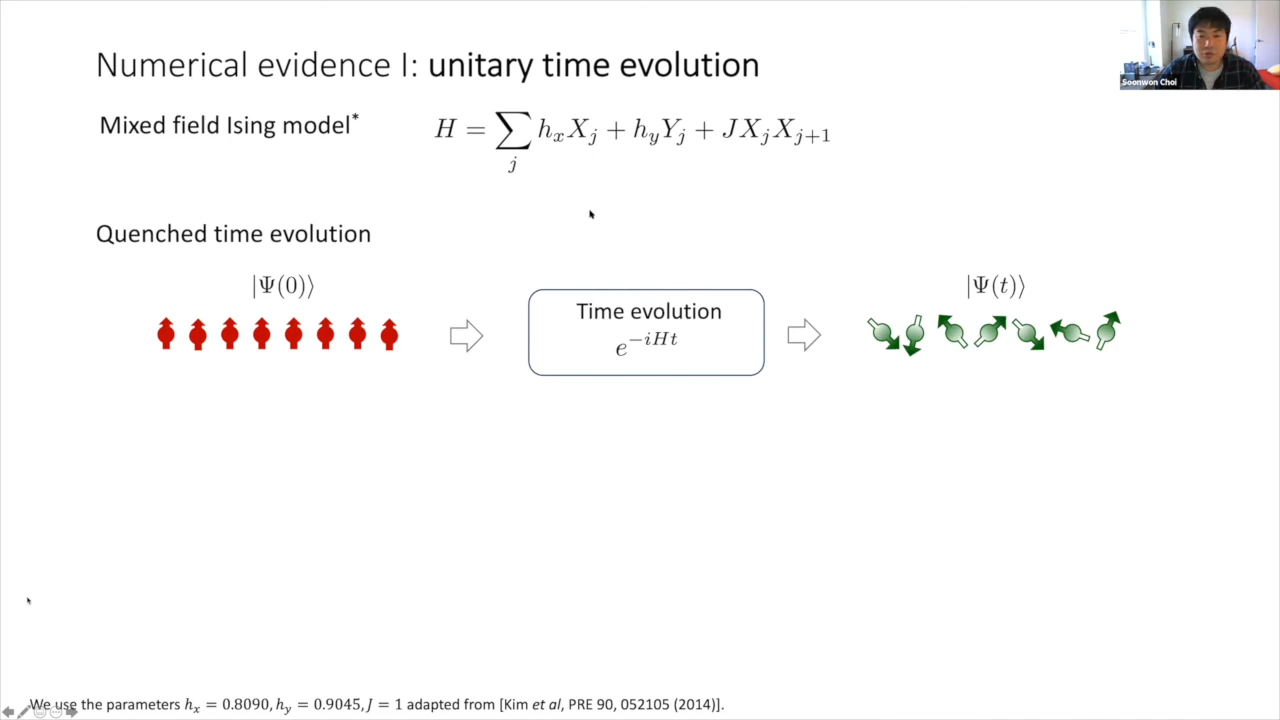 Numerical evidence I: unitary time evolution
Soonwon Choi
Mixed field Ising model*
H = ∑_j h_x X_j + h_y Y_j + J X_j X_{j+1}
Quenched time evolution
|Ψ(0)⟩
Time evolution
e^{-iHt}
|Ψ(t)⟩
We use the parameters h_x = 0.8090, h_y = 0.9045, J = 1 adapted from [Kim et al, PRE 90, 052105 (2014)].